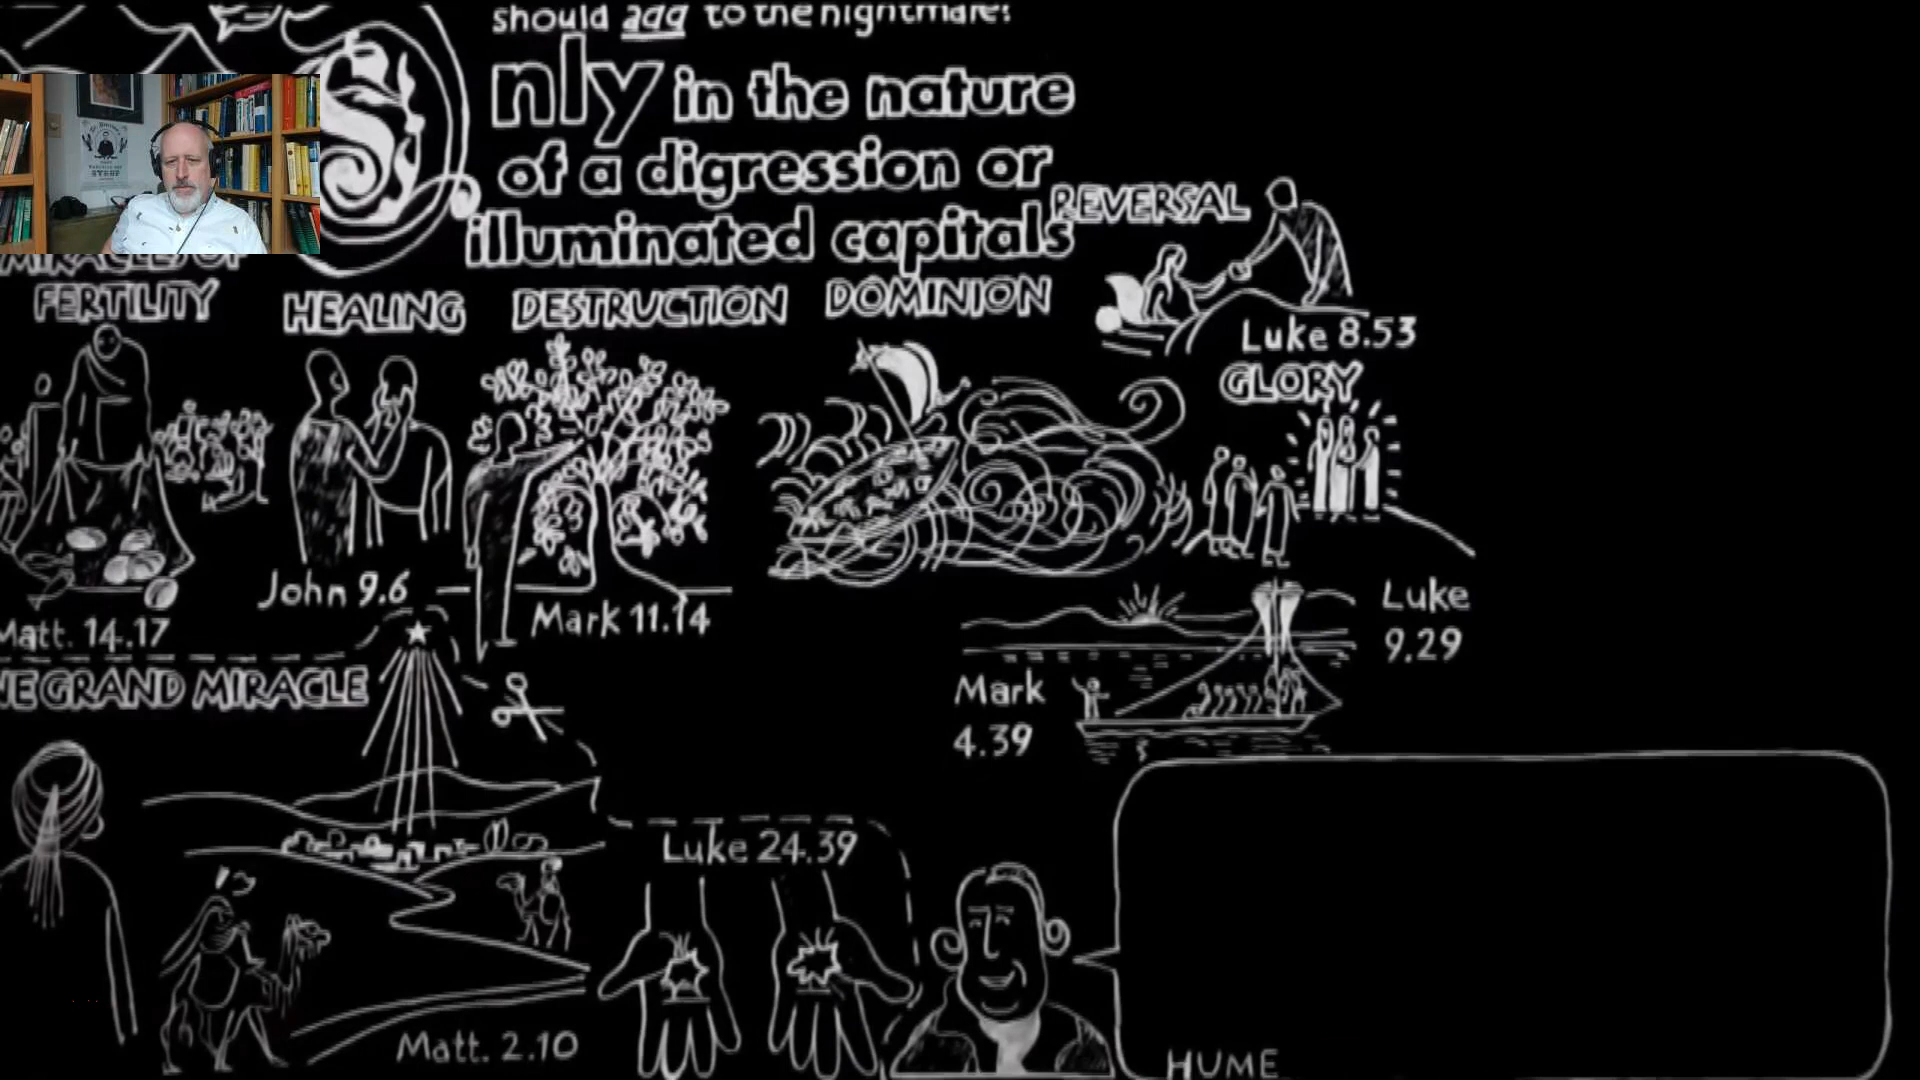 should add to the nightmare!
nly in the nature
of a digression or
illuminated capitals
REVERSAL
Luke 8.53
FERTILITY
HEALING
DESTRUCTION
DOMINION
GLORY
John 9.6
Mark 11.14
Matt. 14.17
Luke
9.29
GRAND MIRACLE
Mark
4.39
Luke 24.39
Matt. 2.10
HUME